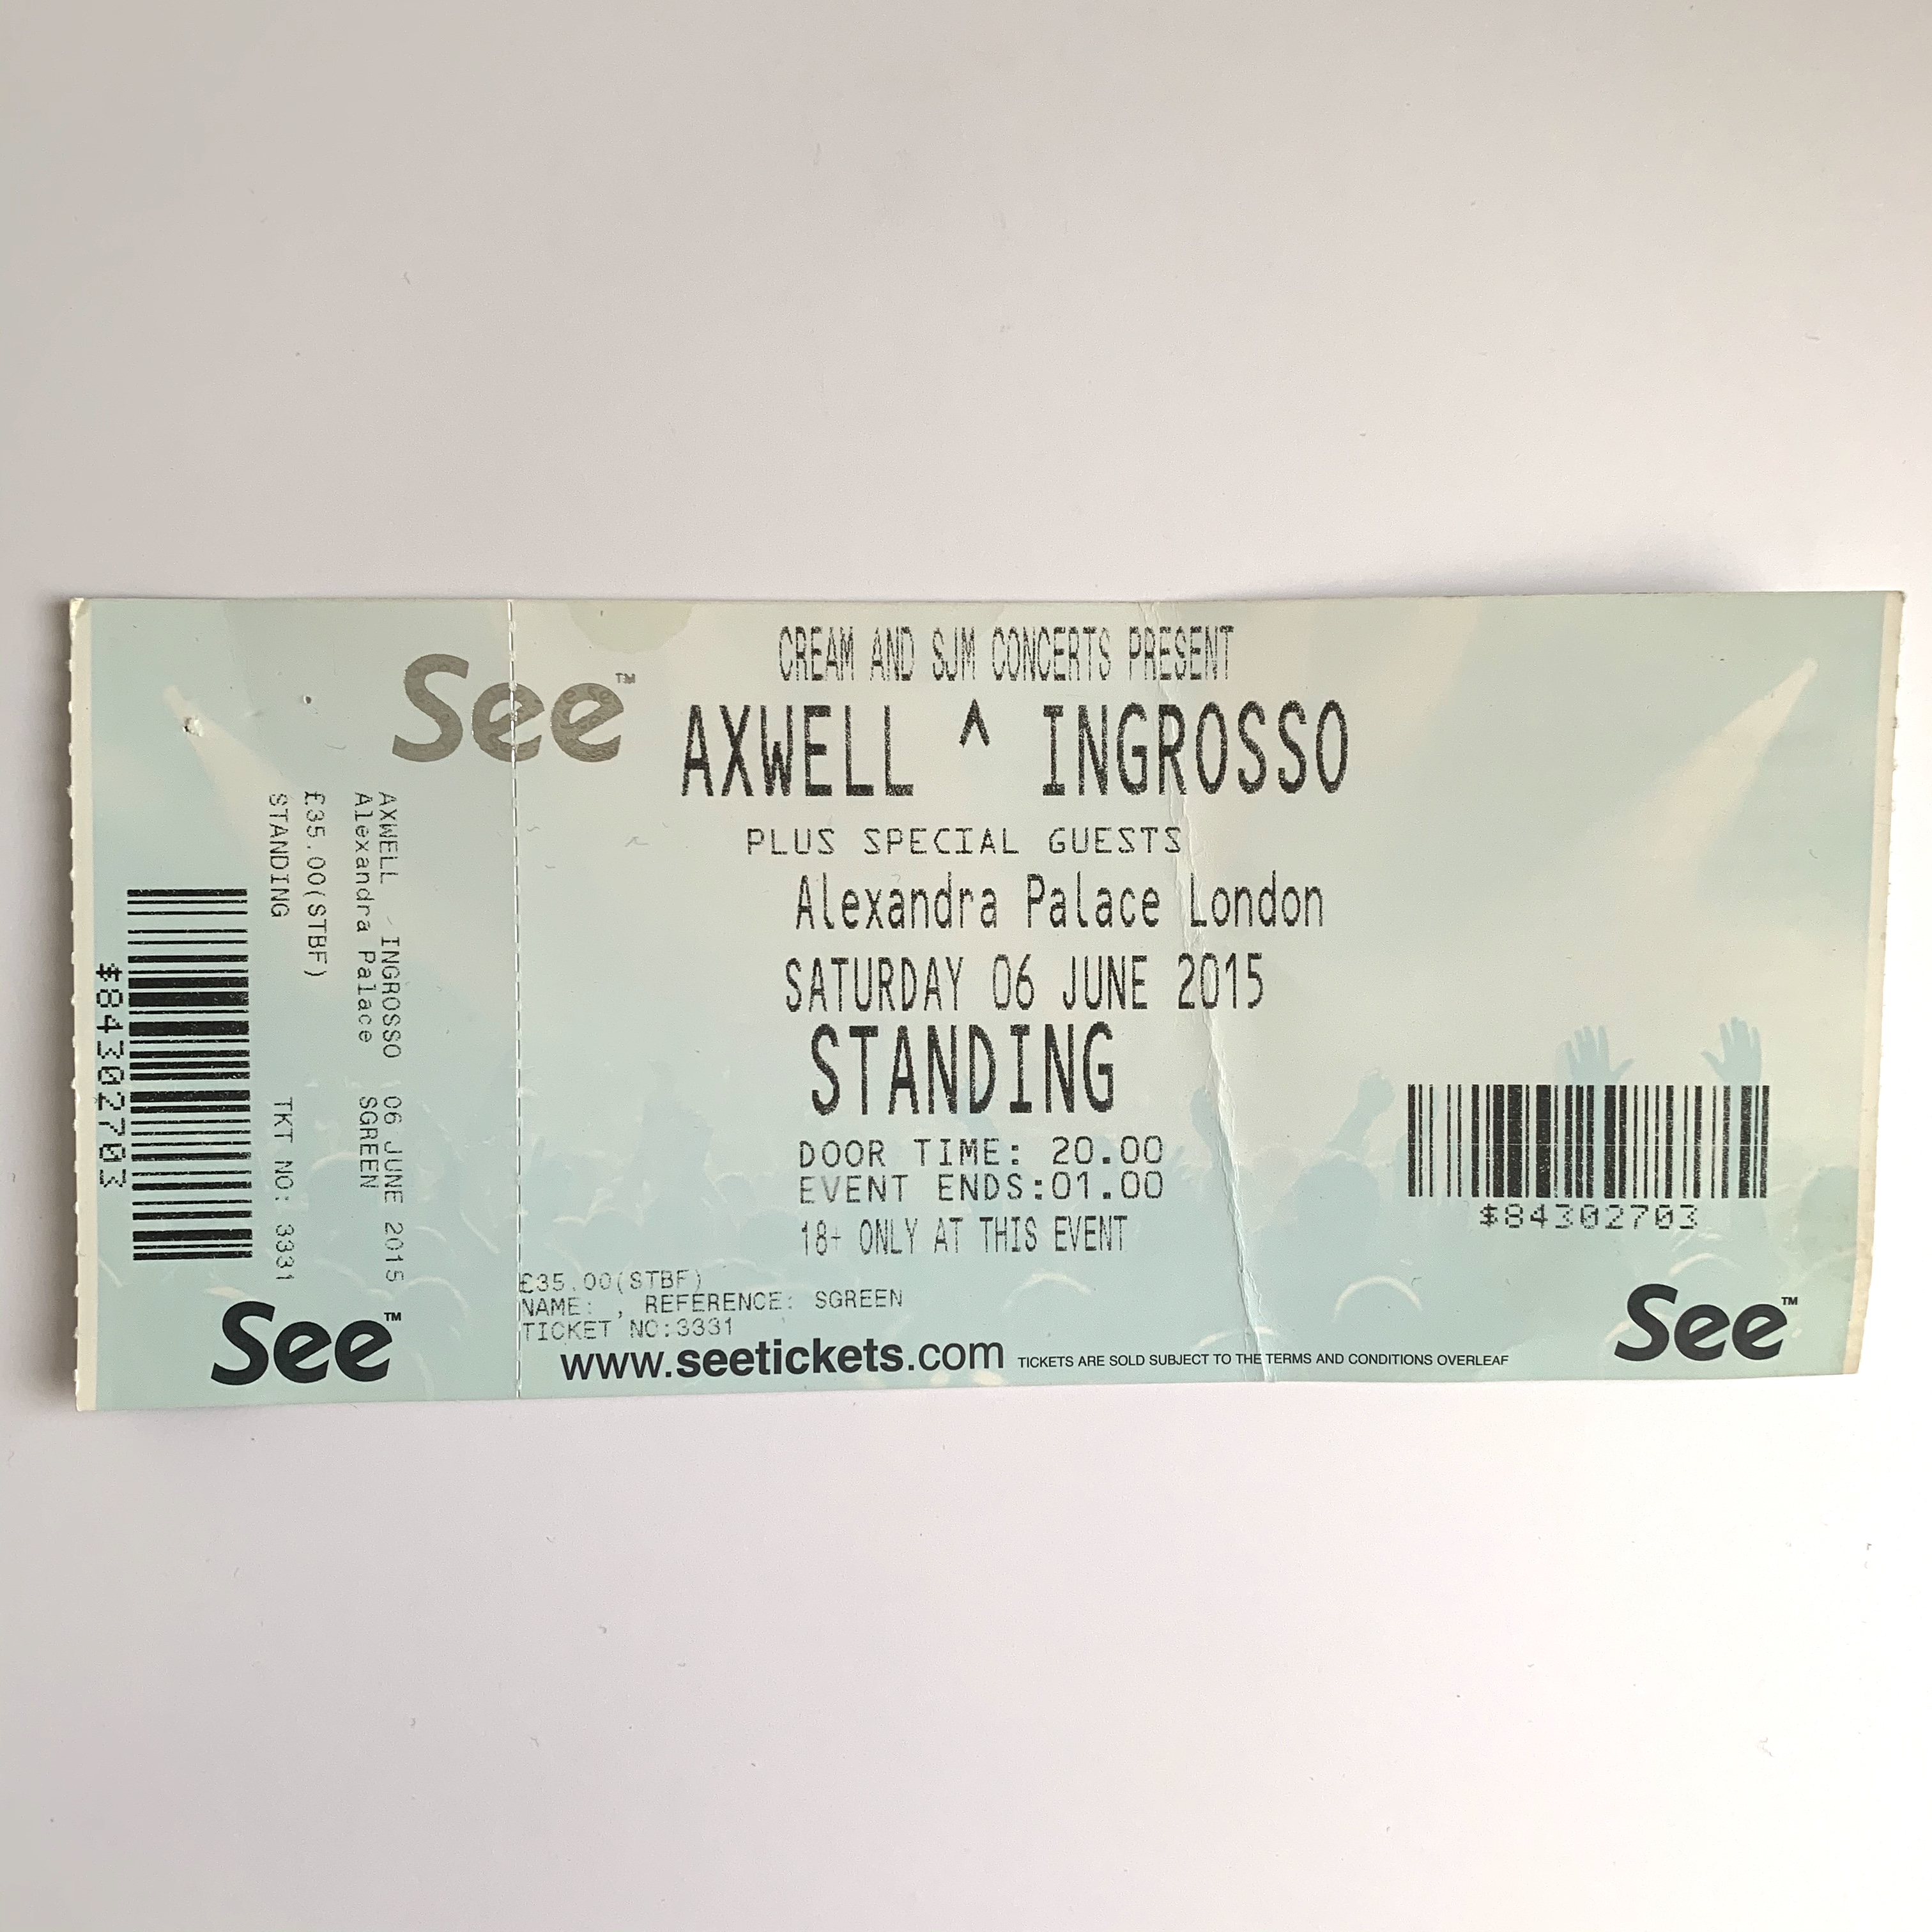 See™
AXWELL ^ INGROSSO 06 JUNE 2015
Alexandra Palace SGREEN
£35.00(STBF)
STANDING TKT NO: 3331
$84302703
See™
CREAM AND SJM CONCERTS PRESENT
AXWELL ^ INGROSSO
PLUS SPECIAL GUESTS
Alexandra Palace London
SATURDAY 06 JUNE 2015
STANDING
DOOR TIME: 20.00
EVENT ENDS:01.00
18+ ONLY AT THIS EVENT
$84302703
£35.00(STBF)
NAME: , REFERENCE: SGREEN
TICKET NO:3331
www.seetickets.com TICKETS ARE SOLD SUBJECT TO THE TERMS AND CONDITIONS OVERLEAF
See™